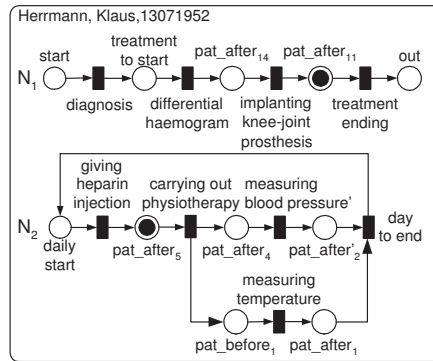 Herrmann, Klaus,13071952
start
treatment
to start
pat_after14
pat_after11
out
N1
diagnosis
differential
haemogram
implanting
knee-joint
prosthesis
treatment
ending
giving
heparin
injection
carrying out
physiotherapy
measuring
blood pressure'
N2
daily
start
pat_after5
pat_after4
pat_after'2
day
to end
measuring
temperature
pat_before1
pat_after1